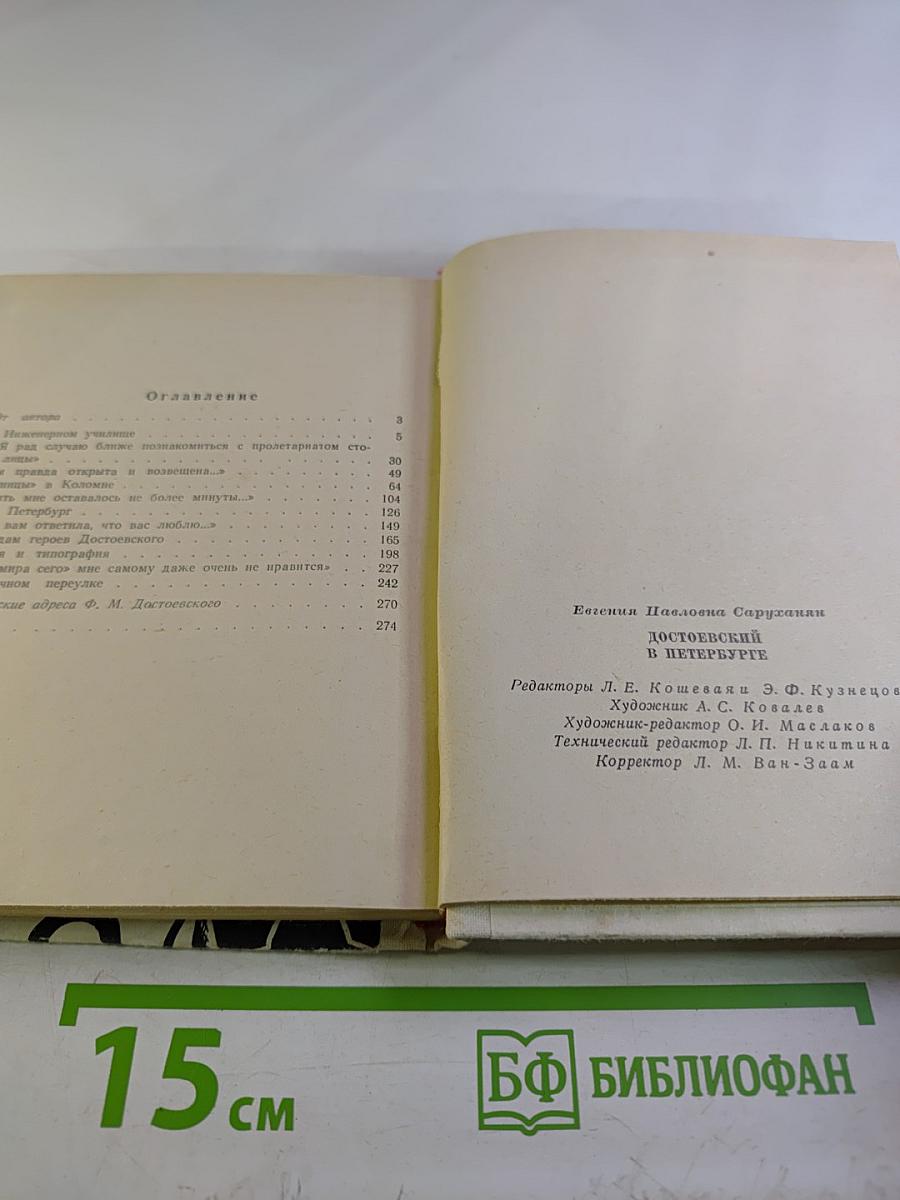 Оглавление
от автора . . . . . . . . . . . . . . . . . . 3
Инженерном училище . . . . . . . . . . . . . . 5
«Я рад случаю ближе познакомиться с пролетариатом сто-
лицы» . . . . . . . . . . . . . . . . . . 30
правда открыта и возвещена...» . . . . . . . . 49
ницы» в Коломне . . . . . . . . . . . . . . . 64
ть мне оставалось не более минуты...» . . . . . . 104
Петербург . . . . . . . . . . . . . . . . . . 126
вам ответила, что вас люблю...» . . . . . . . . 149
дам героев Достоевского . . . . . . . . . . . . 165
я и типография . . . . . . . . . . . . . . . 198
мира сего» мне самому даже очень не нравится» . . 227
чном переулке . . . . . . . . . . . . . . . . 242
ские адреса Ф. М. Достоевского . . . . . . . . 270
. . . . . . . . . . . . . . . . . . . . 274
Евгения Павловна Саруханян
ДОСТОЕВСКИЙ
В ПЕТЕРБУРГЕ
Редакторы Л. Е. Кошевая и Э. Ф. Кузнецов
Художник А. С. Ковалев
Художник-редактор О. И. Маслаков
Технический редактор Л. П. Никитина
Корректор Л. М. Ван-Заам
15 см
БФ БИБЛИОФАН